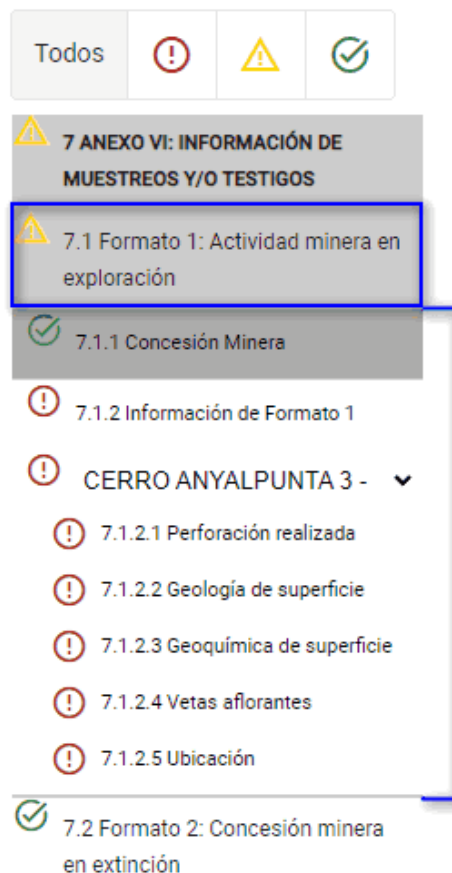 Todos
7 ANEXO VI: INFORMACIÓN DE
MUESTREOS Y/O TESTIGOS
7.1 Formato 1: Actividad minera en
exploración
7.1.1 Concesión Minera
7.1.2 Información de Formato 1
CERRO ANYALPUNTA 3 -
7.1.2.1 Perforación realizada
7.1.2.2 Geología de superficie
7.1.2.3 Geoquímica de superficie
7.1.2.4 Vetas aflorantes
7.1.2.5 Ubicación
7.2 Formato 2: Concesión minera
en extinción